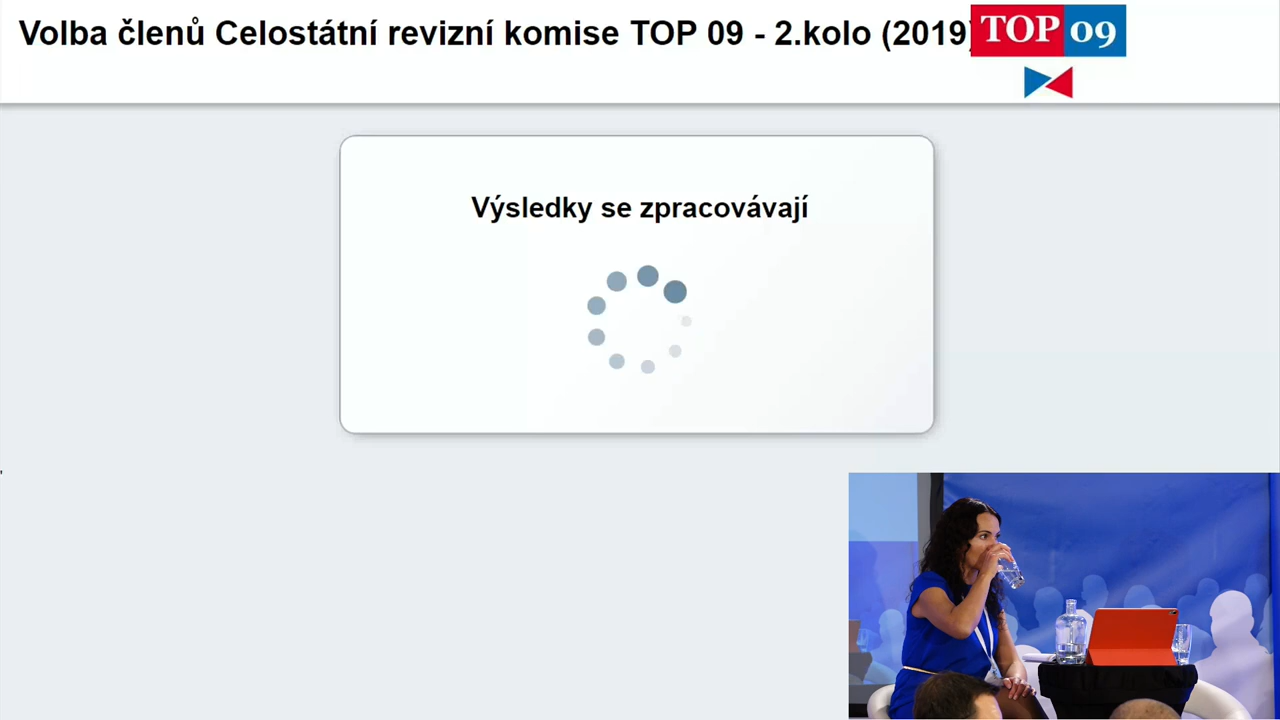 Volba členů Celostátní revizní komise TOP 09 - 2.kolo (2019)
TOP 09
Výsledky se zpracovávají